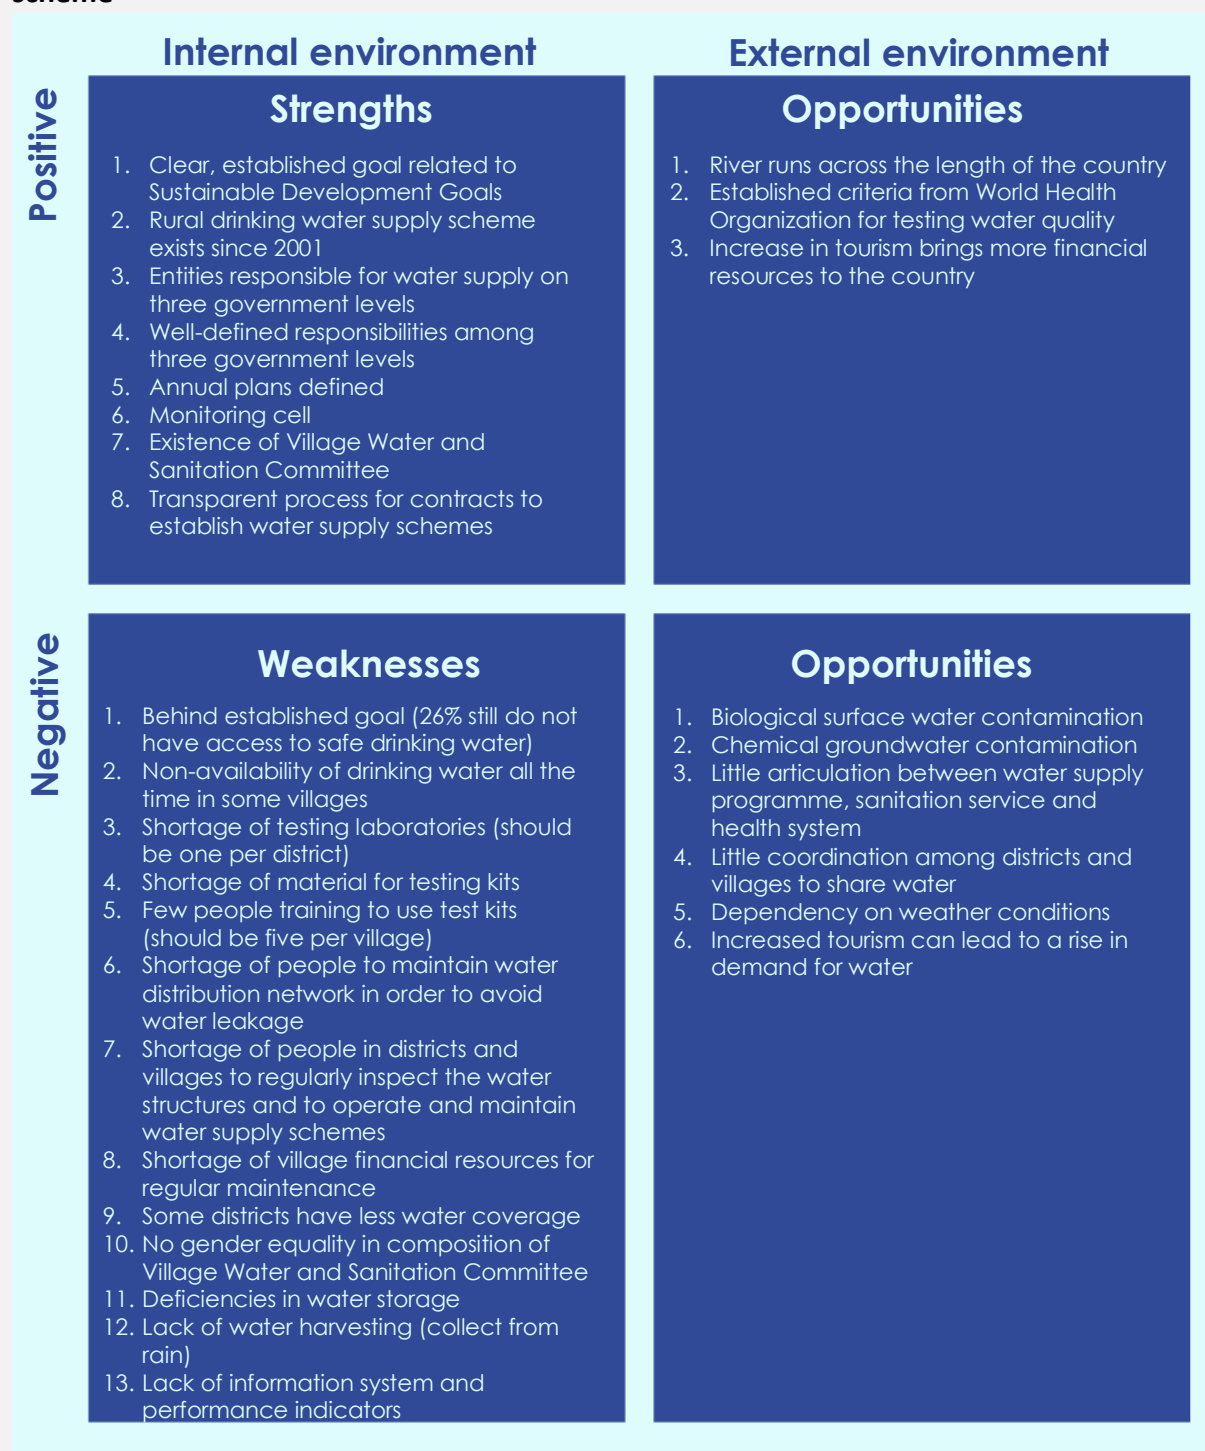 scheme
Internal environment
External environment
Positive
Strengths
1. Clear, established goal related to
Sustainable Development Goals
2. Rural drinking water supply scheme
exists since 2001
3. Entities responsible for water supply on
three government levels
4. Well-defined responsibilities among
three government levels
5. Annual plans defined
6. Monitoring cell
7. Existence of Village Water and
Sanitation Committee
8. Transparent process for contracts to
establish water supply schemes
Opportunities
1. River runs across the length of the country
2. Established criteria from World Health
Organization for testing water quality
3. Increase in tourism brings more financial
resources to the country
Negative
Weaknesses
1. Behind established goal (26% still do not
have access to safe drinking water)
2. Non-availability of drinking water all the
time in some villages
3. Shortage of testing laboratories (should
be one per district)
4. Shortage of material for testing kits
5. Few people training to use test kits
(should be five per village)
6. Shortage of people to maintain water
distribution network in order to avoid
water leakage
7. Shortage of people in districts and
villages to regularly inspect the water
structures and to operate and maintain
water supply schemes
8. Shortage of village financial resources for
regular maintenance
9. Some districts have less water coverage
10. No gender equality in composition of
Village Water and Sanitation Committee
11. Deficiencies in water storage
12. Lack of water harvesting (collect from
rain)
13. Lack of information system and
performance indicators
Opportunities
1. Biological surface water contamination
2. Chemical groundwater contamination
3. Little articulation between water supply
programme, sanitation service and
health system
4. Little coordination among districts and
villages to share water
5. Dependency on weather conditions
6. Increased tourism can lead to a rise in
demand for water